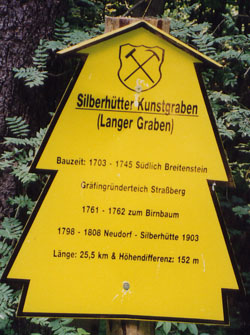 Silberhütter Kunstgraben
(Langer Graben)
Bauzeit: 1703 - 1745 Südlich Breitenstein
Gräfingründerteich Straßberg
1761 - 1762 zum Birnbaum
1798 - 1808 Neudorf - Silberhütte 1903
Länge: 25,5 km & Höhendifferenz: 152 m